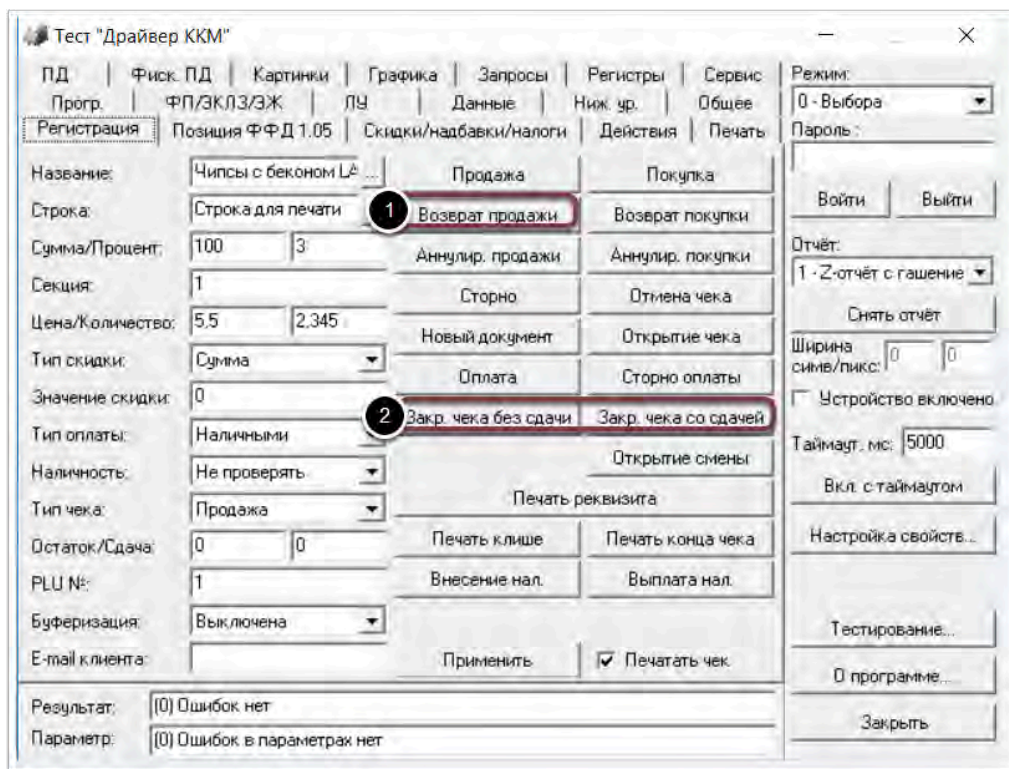 Тест "Драйвер ККМ"
ПД Фиск. ПД Картинки Графика Запросы Регистры Сервис
Прогр. ФП/ЭКЛЗ/ЭЖ ЛУ Данные Ниж. ур. Общее
Регистрация Позиция ФФД 1.05 Скидки/надбавки/налоги Действия Печать
Режим:
0 - Выбора
Пароль :
Войти Выйти
Отчёт:
1 - Z-отчёт с гашение
Снять отчёт
Ширина
симв/пикс: 0 0
Устройство включено
Таймаут, мс: 5000
Вкл. с таймаутом
Настройка свойств...
Тестирование...
О программе...
Закрыть
Название: Чипсы с беконом LA ...
Строка: Строка для печати
Сумма/Процент: 100 3
Секция: 1
Цена/Количество: 5,5 2,345
Тип скидки: Сумма
Значение скидки: 0
Тип оплаты: Наличными
Наличность: Не проверять
Тип чека: Продажа
Остаток/Сдача: 0 0
PLU №: 1
Буферизация: Выключена
E-mail клиента:
Продажа Покупка
1 Возврат продажи Возврат покупки
Аннулир. продажи Аннулир. покупки
Сторно Отмена чека
Новый документ Открытие чека
Оплата Сторно оплаты
2 Закр. чека без сдачи Закр. чека со сдачей
Открытие смены
Печать реквизита
Печать клише Печать конца чека
Внесение нал. Выплата нал.
Применить Печатать чек
Результат: (0) Ошибок нет
Параметр: (0) Ошибок в параметрах нет